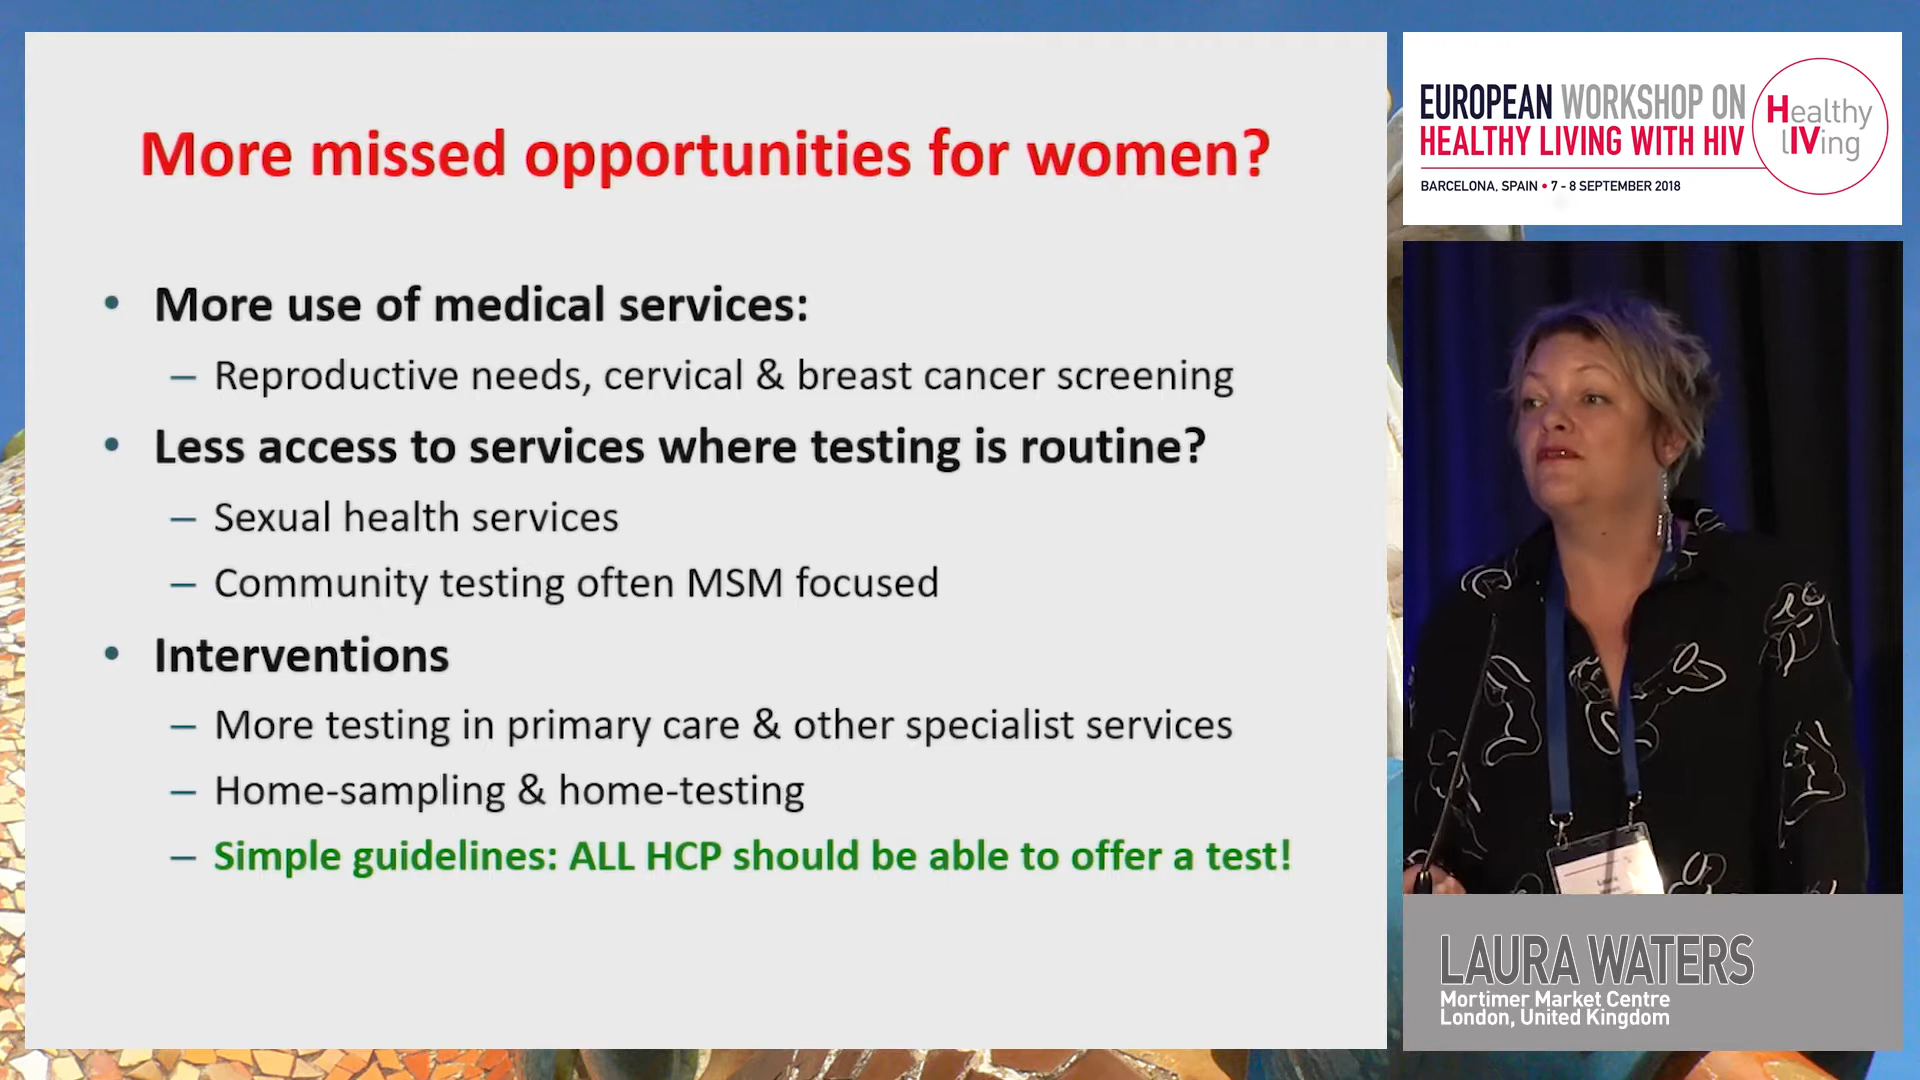 More missed opportunities for women?
• More use of medical services:
– Reproductive needs, cervical & breast cancer screening
• Less access to services where testing is routine?
– Sexual health services
– Community testing often MSM focused
• Interventions
– More testing in primary care & other specialist services
– Home-sampling & home-testing
– Simple guidelines: ALL HCP should be able to offer a test!
EUROPEAN WORKSHOP ON
HEALTHY LIVING WITH HIV
BARCELONA, SPAIN • 7 - 8 SEPTEMBER 2018
Healthy
lIVing
LAURA WATERS
Mortimer Market Centre
London, United Kingdom